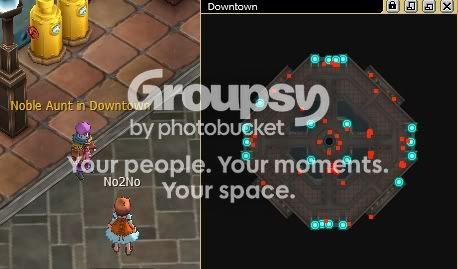 Downtown
Noble Aunt in Downtown
Groupsy
by photobucket
Your people. Your moments.
Your space.
No2No